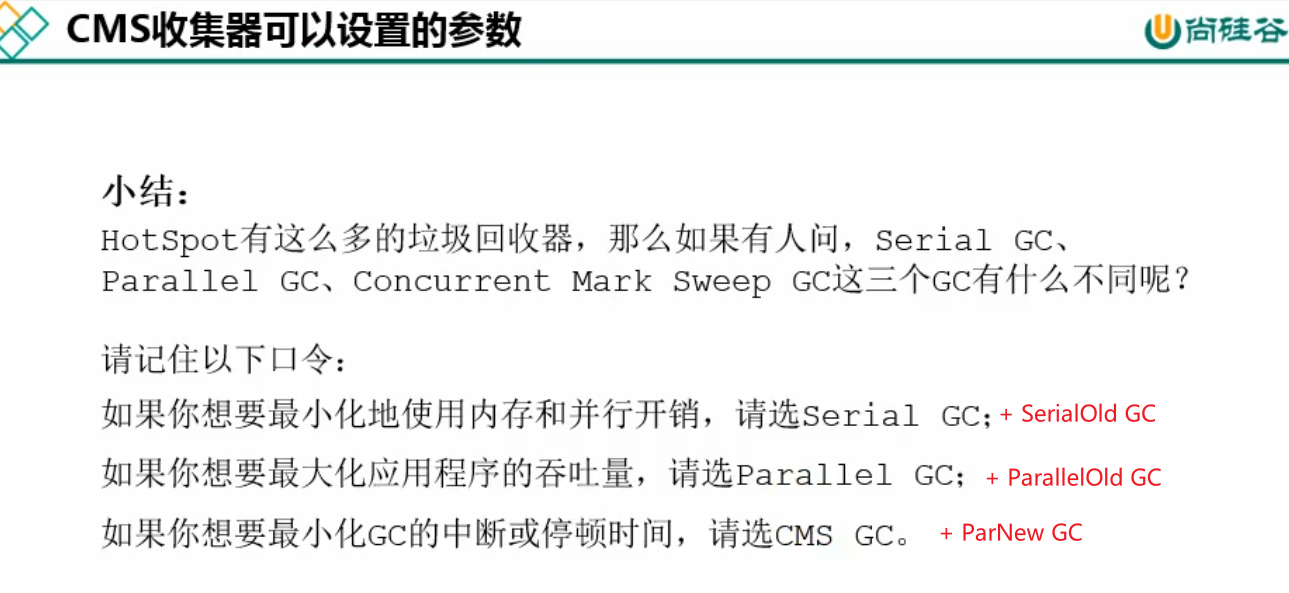 CMS收集器可以设置的参数
尚硅谷
小结：
HotSpot有这么多的垃圾回收器，那么如果有人问，Serial GC、
Parallel GC、Concurrent Mark Sweep GC这三个GC有什么不同呢？
请记住以下口令：
如果你想要最小化地使用内存和并行开销，请选Serial GC；+ SerialOld GC
如果你想要最大化应用程序的吞吐量，请选Parallel GC；+ ParallelOld GC
如果你想要最小化GC的中断或停顿时间，请选CMS GC。+ ParNew GC